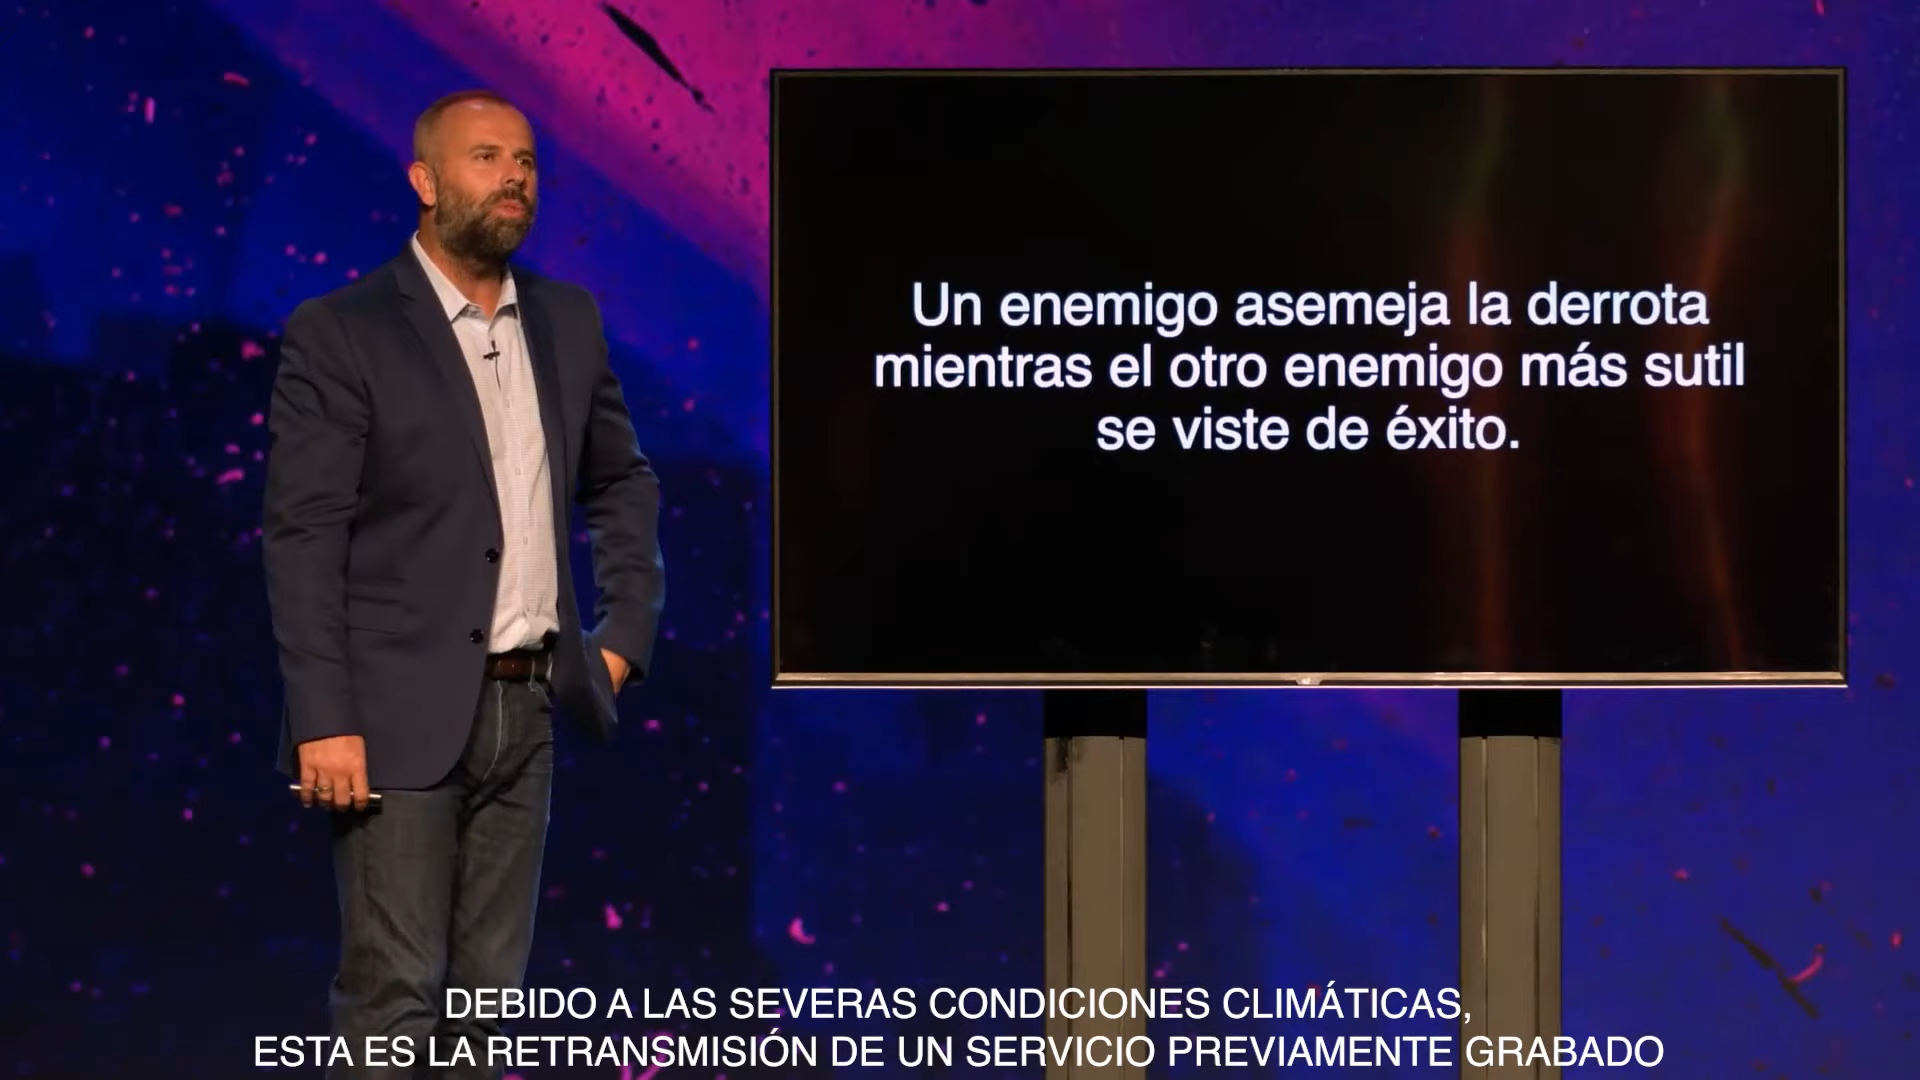 Un enemigo asemeja la derrota
mientras el otro enemigo más sutil
se viste de éxito.
DEBIDO A LAS SEVERAS CONDICIONES CLIMÁTICAS,
ESTA ES LA RETRANSMISIÓN DE UN SERVICIO PREVIAMENTE GRABADO